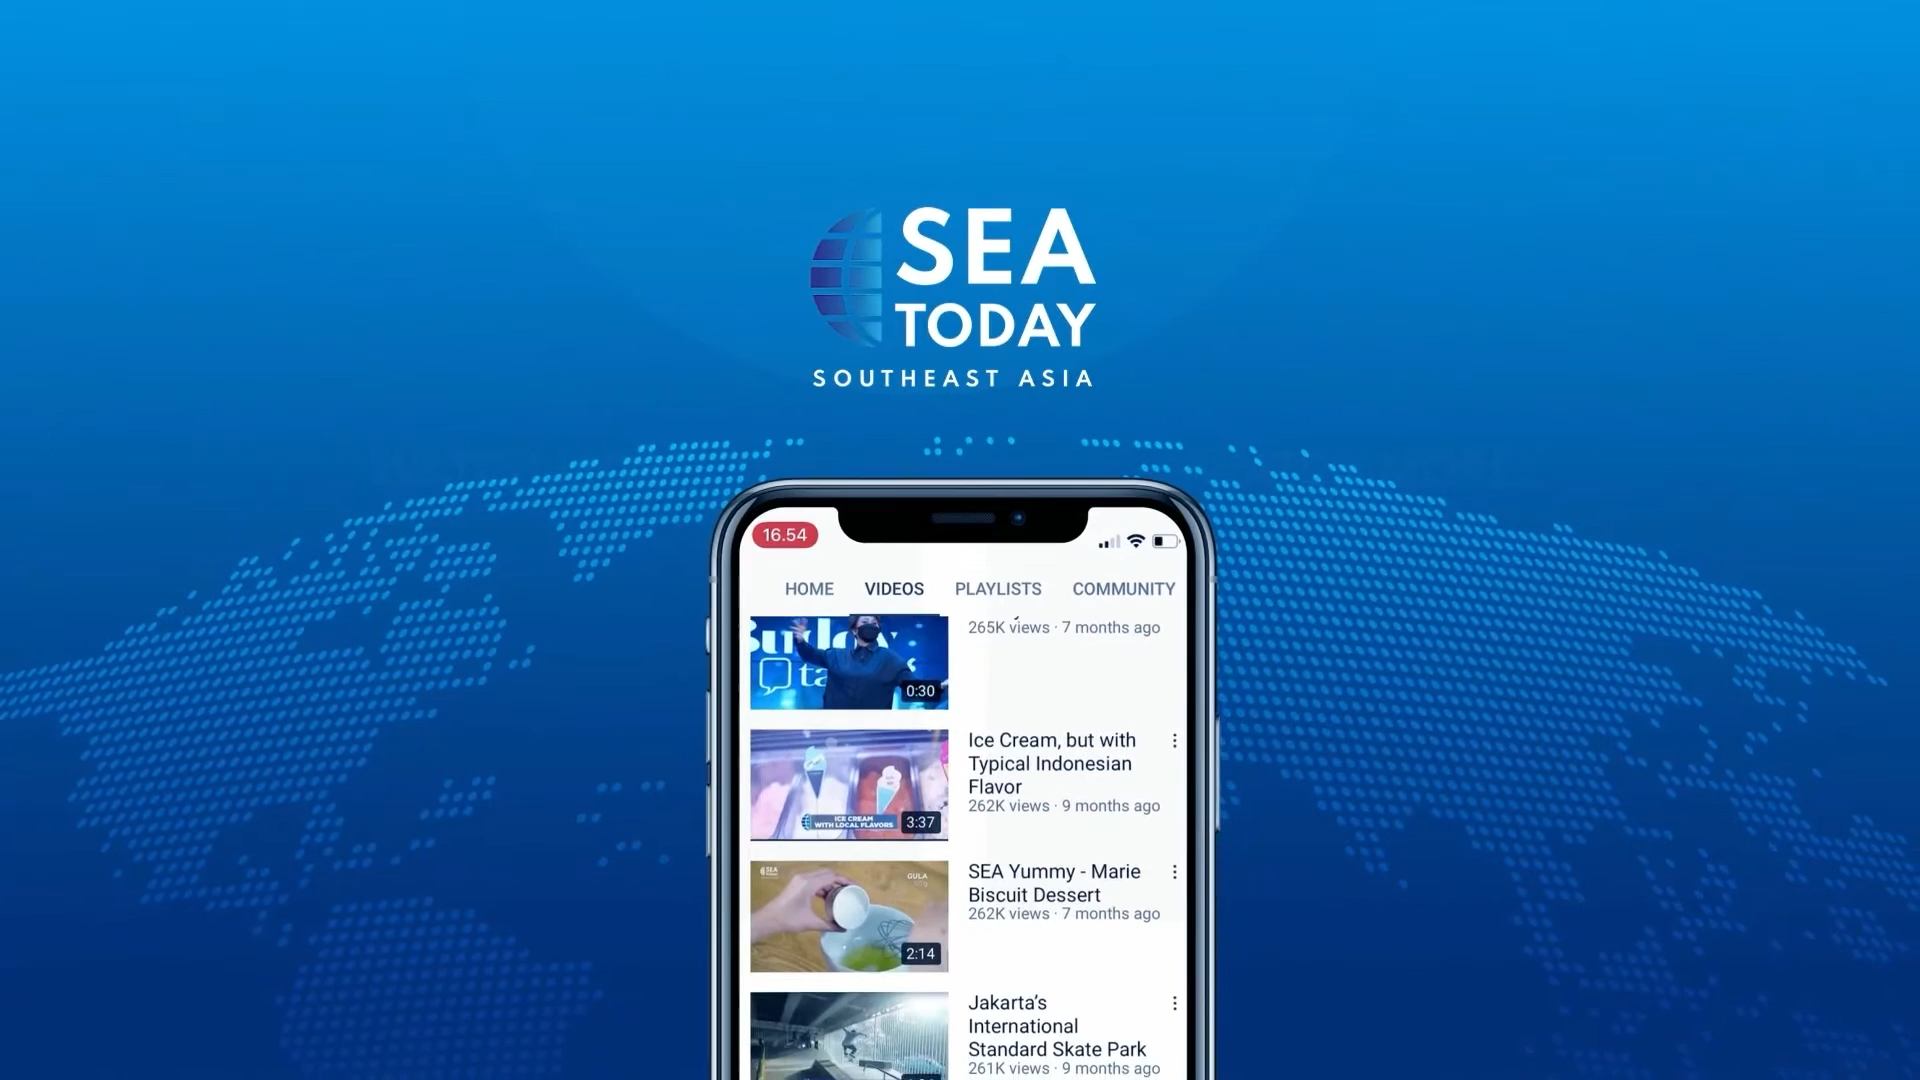 SEA
TODAY
SOUTHEAST ASIA
16.54
HOME VIDEOS PLAYLISTS COMMUNITY
265K views · 7 months ago
0:30
Ice Cream, but with
Typical Indonesian
Flavor
262K views · 9 months ago
ICE CREAM
WITH LOCAL FLAVORS
3:37
SEA Yummy - Marie
Biscuit Dessert
262K views · 7 months ago
SEA
TODAY
GULA
2:14
Jakarta's
International
Standard Skate Park
261K views · 9 months ago